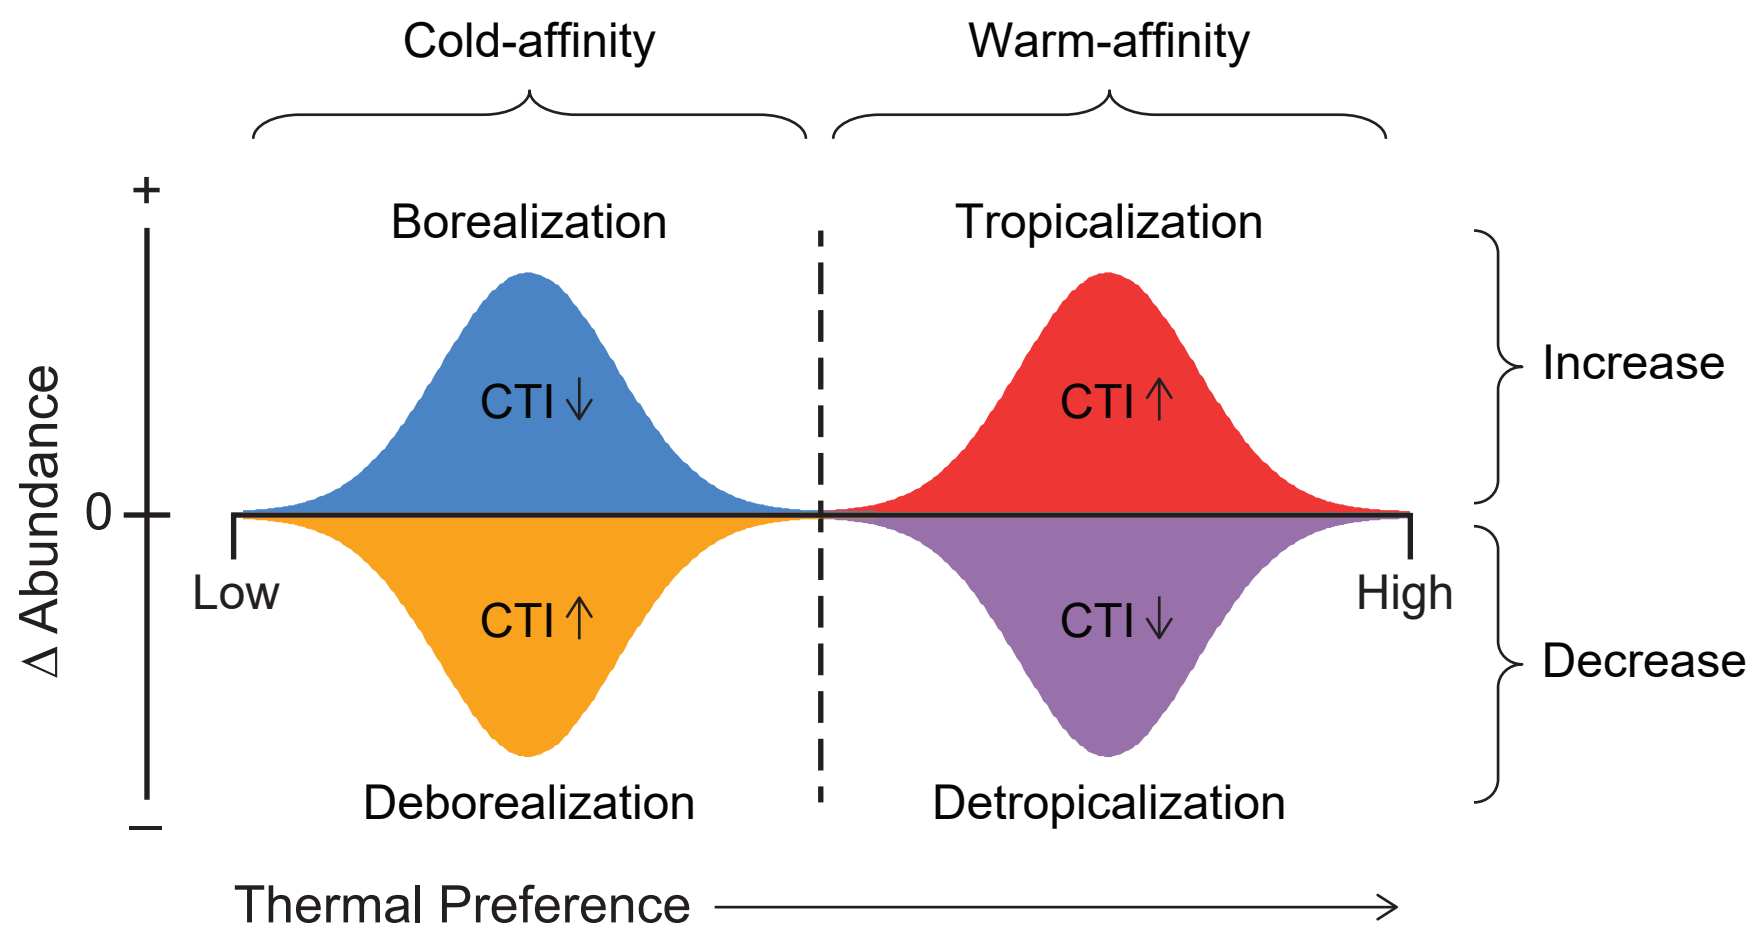 Cold-affinity
Warm-affinity
+
Borealization
Tropicalization
CTI ↓
CTI ↑
Increase
Δ Abundance
0
Low
High
CTI ↑
CTI ↓
Decrease
Deborealization
Detropicalization
–
Thermal Preference